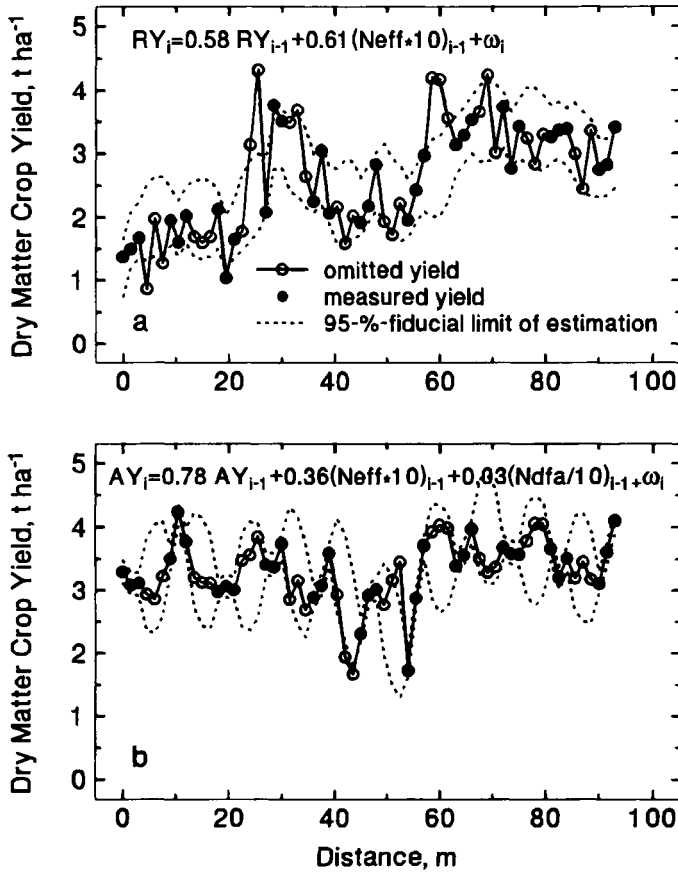 Dry Matter Crop Yield, t ha-1
5
4
3
2
1
0
RYi=0.58 RYi-1+0.61(Neff*10)i-1+ωi
omitted yield
measured yield
95-%-fiducial limit of estimation
a
0 20 40 60 80 100
Dry Matter Crop Yield, t ha-1
5
4
3
2
1
0
AYi=0.78 AYi-1+0.36(Neff*10)i-1+0.03(Ndfa/10)i-1+ωi
b
0 20 40 60 80 100
Distance, m